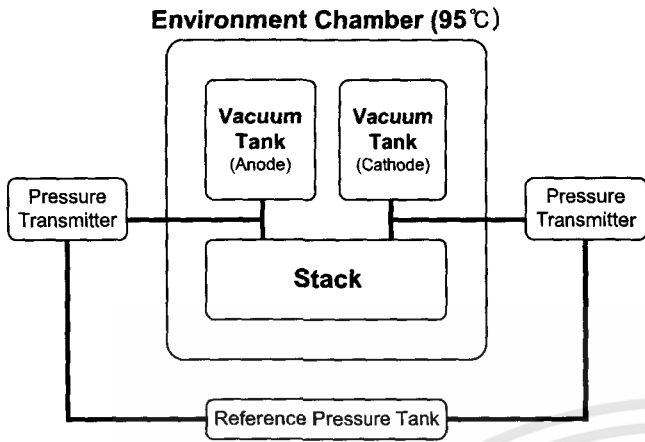 Environment Chamber (95℃)
Vacuum
Tank
(Anode)
Vacuum
Tank
(Cathode)
Pressure
Transmitter
Pressure
Transmitter
Stack
Reference Pressure Tank